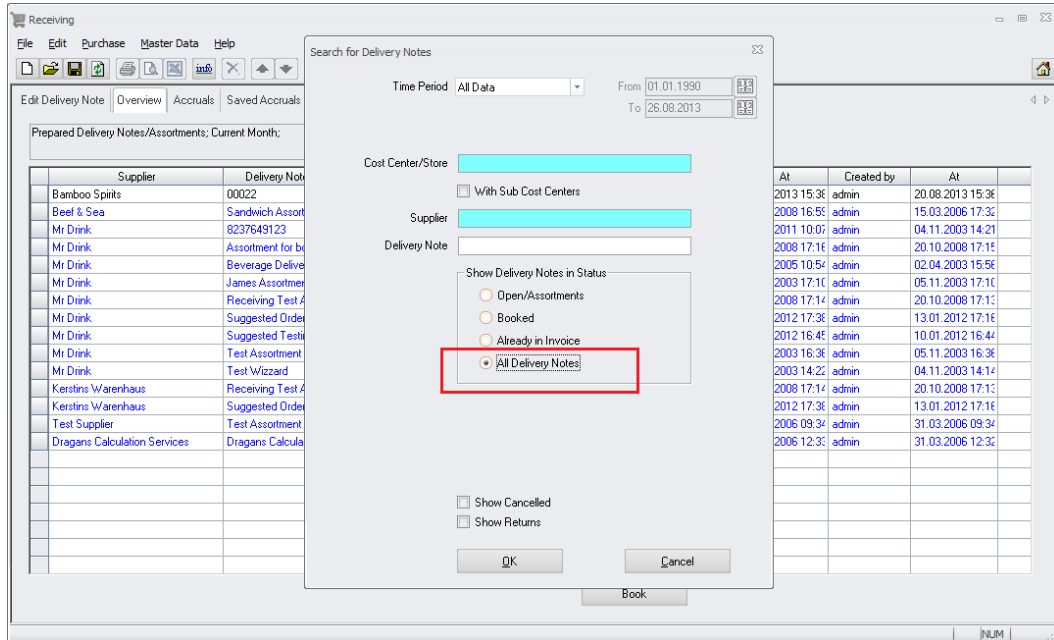 Receiving
File Edit Purchase Master Data Help
info
Edit Delivery Note Overview Accruals Saved Accruals
Prepared Delivery Notes/Assortments; Current Month;
Search for Delivery Notes
Time Period All Data From 01.01.1990
To 26.08.2013
Cost Center/Store
With Sub Cost Centers
Supplier
Delivery Note
Show Delivery Notes in Status
Open/Assortments
Booked
Already in Invoice
All Delivery Notes
Show Cancelled
Show Returns
OK Cancel
Supplier Delivery Note At Created by At
Bamboo Spirits 00022 2013 15:38 admin 20.08.2013 15:38
Beef & Sea Sandwich Assort 2008 16:55 admin 15.03.2006 17:32
Mr Drink 8237649123 2011 10:07 admin 04.11.2003 14:21
Mr Drink Assortment for bo 2008 17:16 admin 20.10.2008 17:15
Mr Drink Beverage Delive 2005 10:54 admin 02.04.2003 15:56
Mr Drink James Assortmer 2003 17:10 admin 05.11.2003 17:10
Mr Drink Receiving Test A 2008 17:14 admin 20.10.2008 17:13
Mr Drink Suggested Order 2012 17:38 admin 13.01.2012 17:16
Mr Drink Suggested Testin 2012 16:45 admin 10.01.2012 16:44
Mr Drink Test Assortment 2003 16:36 admin 05.11.2003 16:36
Mr Drink Test Wizzard 2003 14:22 admin 04.11.2003 14:14
Kerstins Warenhaus Receiving Test A 2008 17:14 admin 20.10.2008 17:13
Kerstins Warenhaus Suggested Order 2012 17:38 admin 13.01.2012 17:16
Test Supplier Test Assortment 2006 09:34 admin 31.03.2006 09:34
Dragans Calculation Services Dragans Calcula 2006 12:33 admin 31.03.2006 12:32
Book
NUM